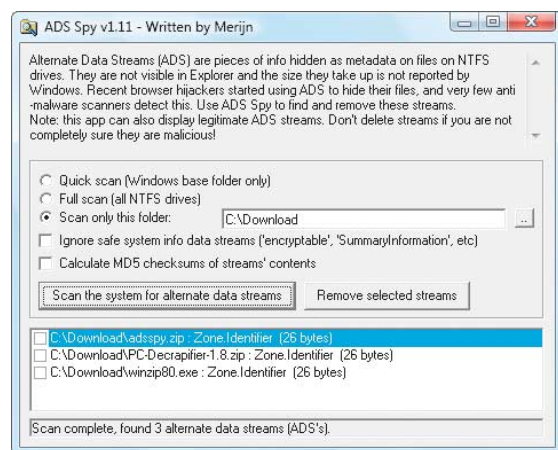 ADS Spy v1.11 - Written by Merijn
Alternate Data Streams (ADS) are pieces of info hidden as metadata on files on NTFS
drives. They are not visible in Explorer and the size they take up is not reported by
Windows. Recent browser hijackers started using ADS to hide their files, and very few anti
-malware scanners detect this. Use ADS Spy to find and remove these streams.
Note: this app can also display legitimate ADS streams. Don't delete streams if you are not
completely sure they are malicious!
Quick scan (Windows base folder only)
Full scan (all NTFS drives)
Scan only this folder: C:\Download ..
Ignore safe system info data streams ('encryptable', 'SummaryInformation', etc)
Calculate MD5 checksums of streams' contents
Scan the system for alternate data streams Remove selected streams
C:\Download\adsspy.zip : Zone.Identifier (26 bytes)
C:\Download\PC-Decrapifier-1.8.zip : Zone.Identifier (26 bytes)
C:\Download\winzip80.exe : Zone.Identifier (26 bytes)
Scan complete, found 3 alternate data streams (ADS's).